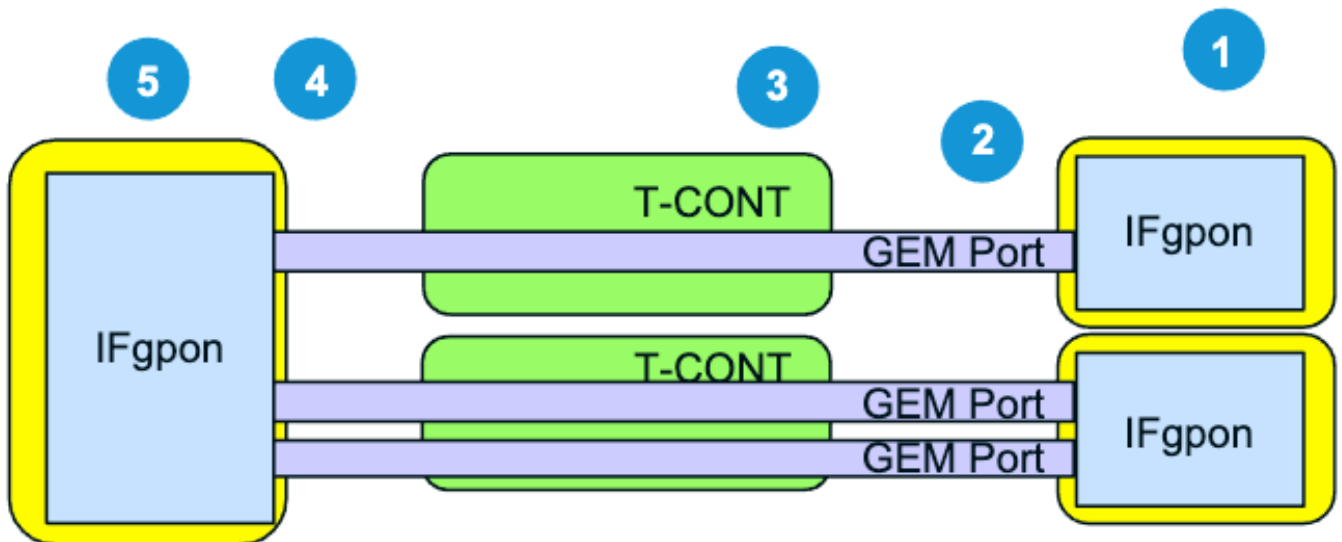 5
4
3
1
2
T-CONT
GEM Port
IFgpon
IFgpon
T-CONT
GEM Port
GEM Port
IFgpon